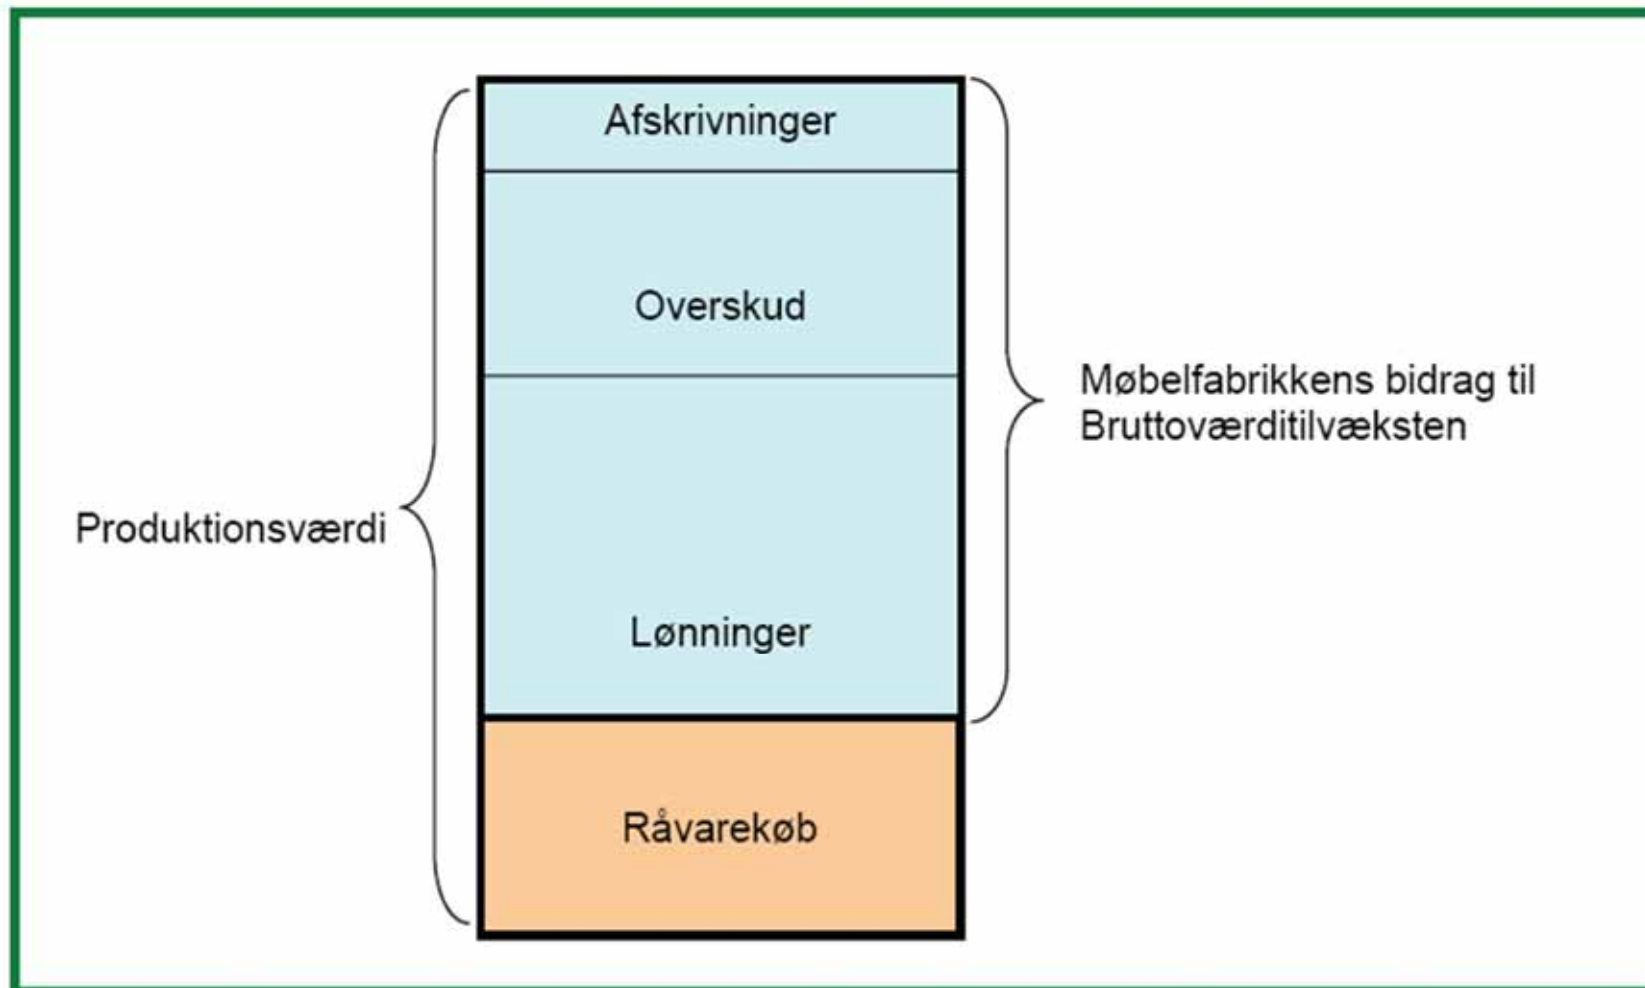 Afskrivninger
Overskud
Møbelfabrikkens bidrag til
Bruttoværditilvæksten
Produktionsværdi
Lønninger
Råvarekøb